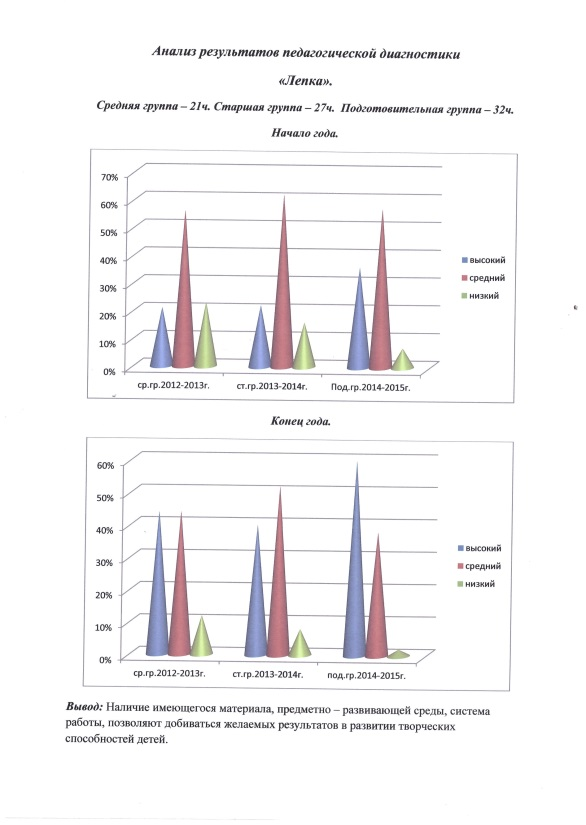 Анализ результатов педагогической диагностики
«Лепка».
Средняя группа – 21ч. Старшая группа – 27ч. Подготовительная группа – 32ч.
Начало года.
70%
60%
50%
40%
30%
20%
10%
0%
высокий
средний
низкий
ср.гр.2012-2013г.
ст.гр.2013-2014г.
Под.гр.2014-2015г.
Конец года.
60%
50%
40%
30%
20%
10%
0%
высокий
средний
низкий
ср.гр.2012-2013г.
ст.гр.2013-2014г.
под.гр.2014-2015г.
Вывод: Наличие имеющегося материала, предметно – развивающей среды, система
работы, позволяют добиваться желаемых результатов в развитии творческих
способностей детей.